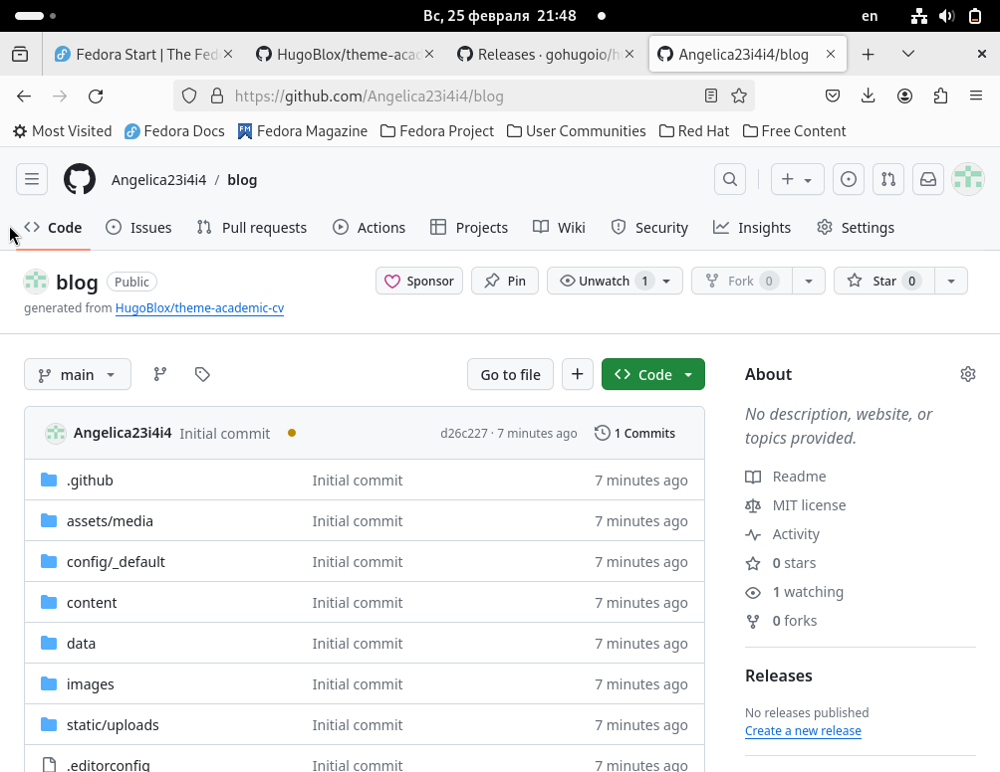 Вс, 25 февраля 21:48
en
Fedora Start | The Fed
HugoBlox/theme-acad
Releases · gohugoio/h
Angelica23i4i4/blog
https://github.com/Angelica23i4i4/blog
Most Visited Fedora Docs Fedora Magazine Fedora Project User Communities Red Hat Free Content
Angelica23i4i4 / blog
Code Issues Pull requests Actions Projects Wiki Security Insights Settings
blog Public Sponsor Pin Unwatch 1 Fork 0 Star 0
generated from HugoBlox/theme-academic-cv
main Go to file + Code
Angelica23i4i4 Initial commit d26c227 · 7 minutes ago 1 Commits
.github Initial commit 7 minutes ago
assets/media Initial commit 7 minutes ago
config/_default Initial commit 7 minutes ago
content Initial commit 7 minutes ago
data Initial commit 7 minutes ago
images Initial commit 7 minutes ago
static/uploads Initial commit 7 minutes ago
.editorconfig Initial commit 7 minutes ago
About
No description, website, or
topics provided.
Readme
MIT license
Activity
0 stars
1 watching
0 forks
Releases
No releases published
Create a new release